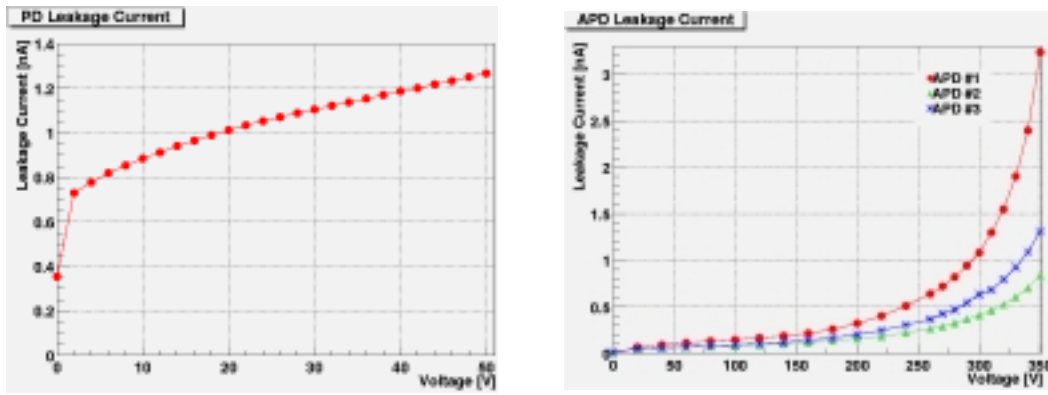 PD Leakage Current
Leakage Current [nA]
1.4
1.2
1
0.8
0.6
0.4
0.2
0
0 10 20 30 40 50
Voltage [V]
APD Leakage Current
Leakage Current [nA]
3
2.5
2
1.5
1
0.5
0
0 50 100 150 200 250 300 350
Voltage [V]
APD #1
APD #2
APD #3